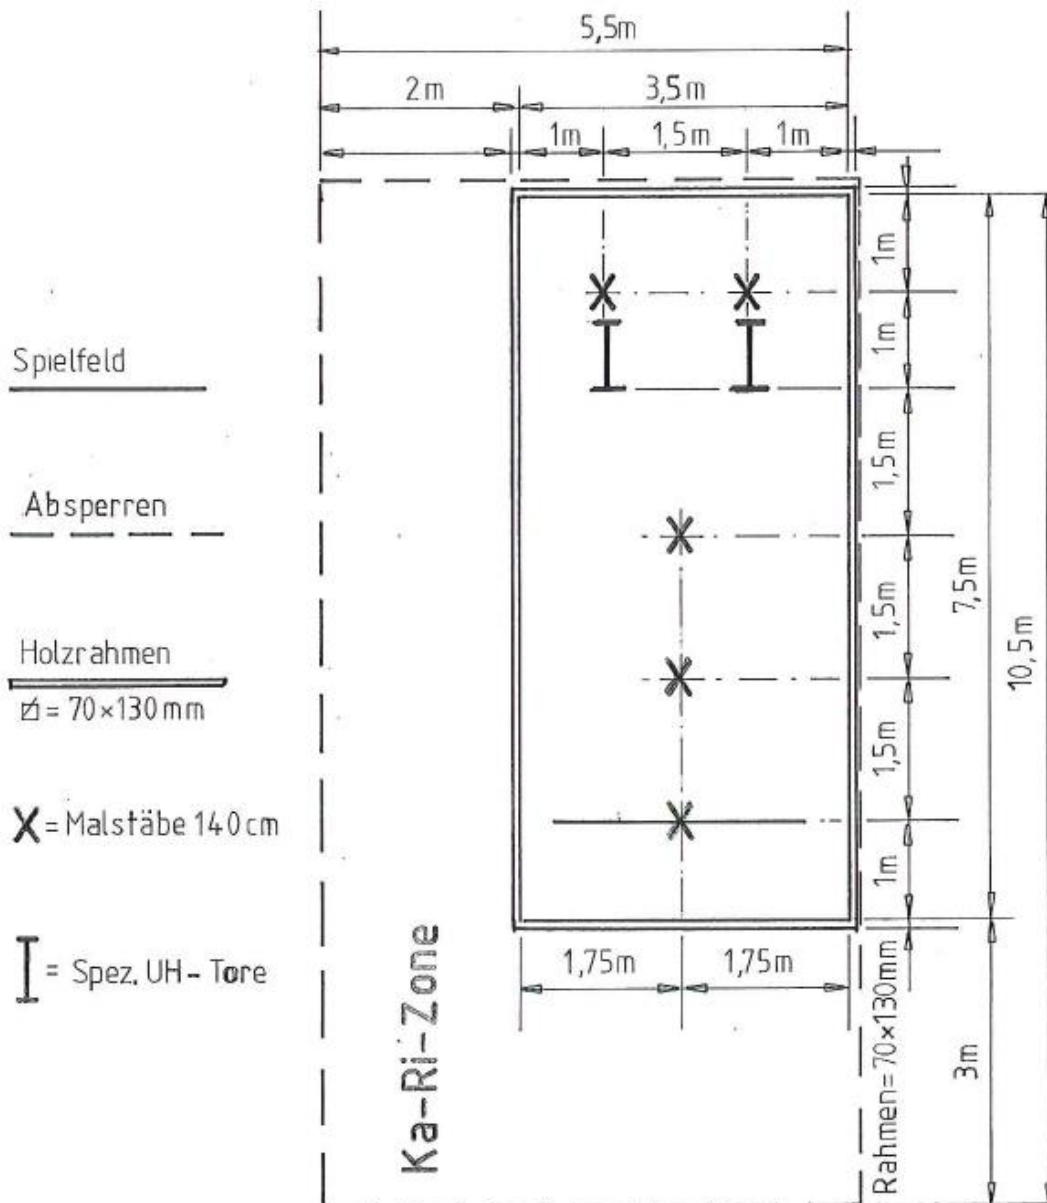 5,5m
2m
3,5m
1m
1,5m
1m
1m
1m
1,5m
1,5m
1,5m
1m
7,5m
10,5m
3m
Rahmen=70×130mm
1,75m
1,75m
Ka-Ri-Zone
Spielfeld
Absperren
Holzrahmen
⍁= 70×130mm
X = Malstäbe 140cm
I = Spez. UH-Tore